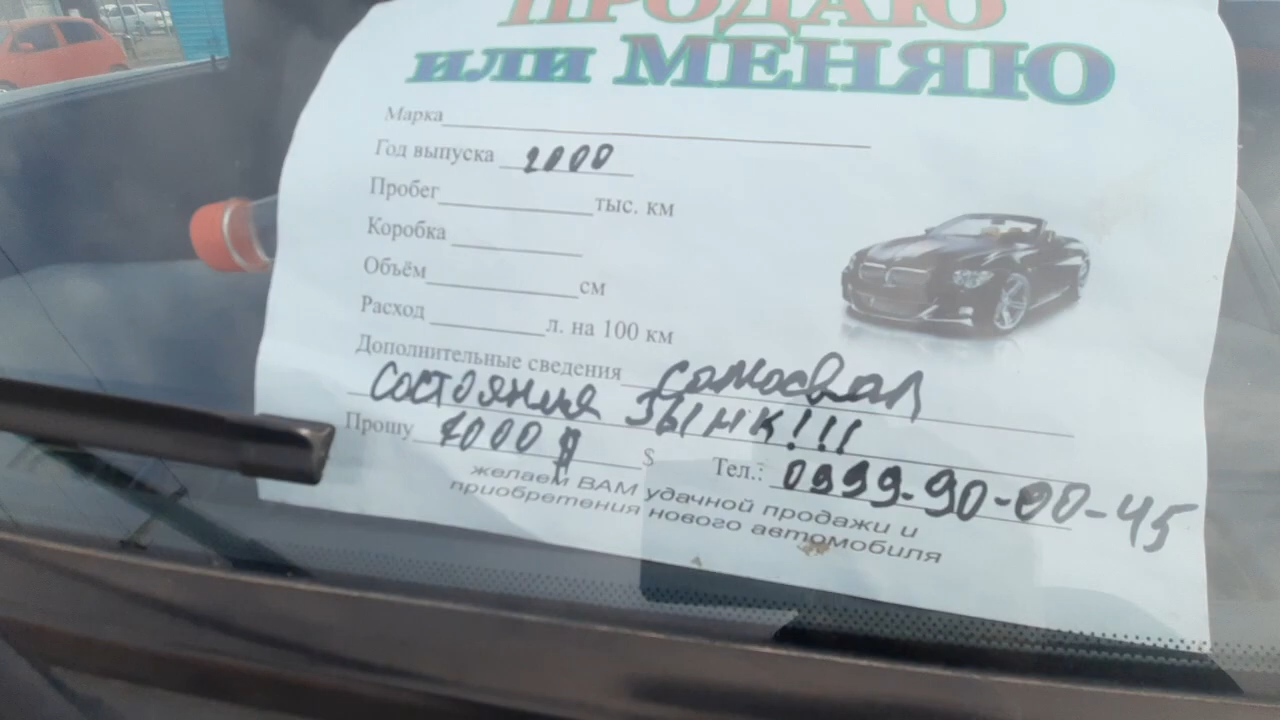 ПРОДАЮ
или МЕНЯЮ
Марка
Год выпуска 2000
Пробег тыс. км
Коробка
Объём см
Расход л. на 100 км
Дополнительные сведения самосвал
состояния зынк!!!
Прошу 7000 $ Тел.: 0999-90-00-45
желаем ВАМ удачной продажи и
приобретения нового автомобиля